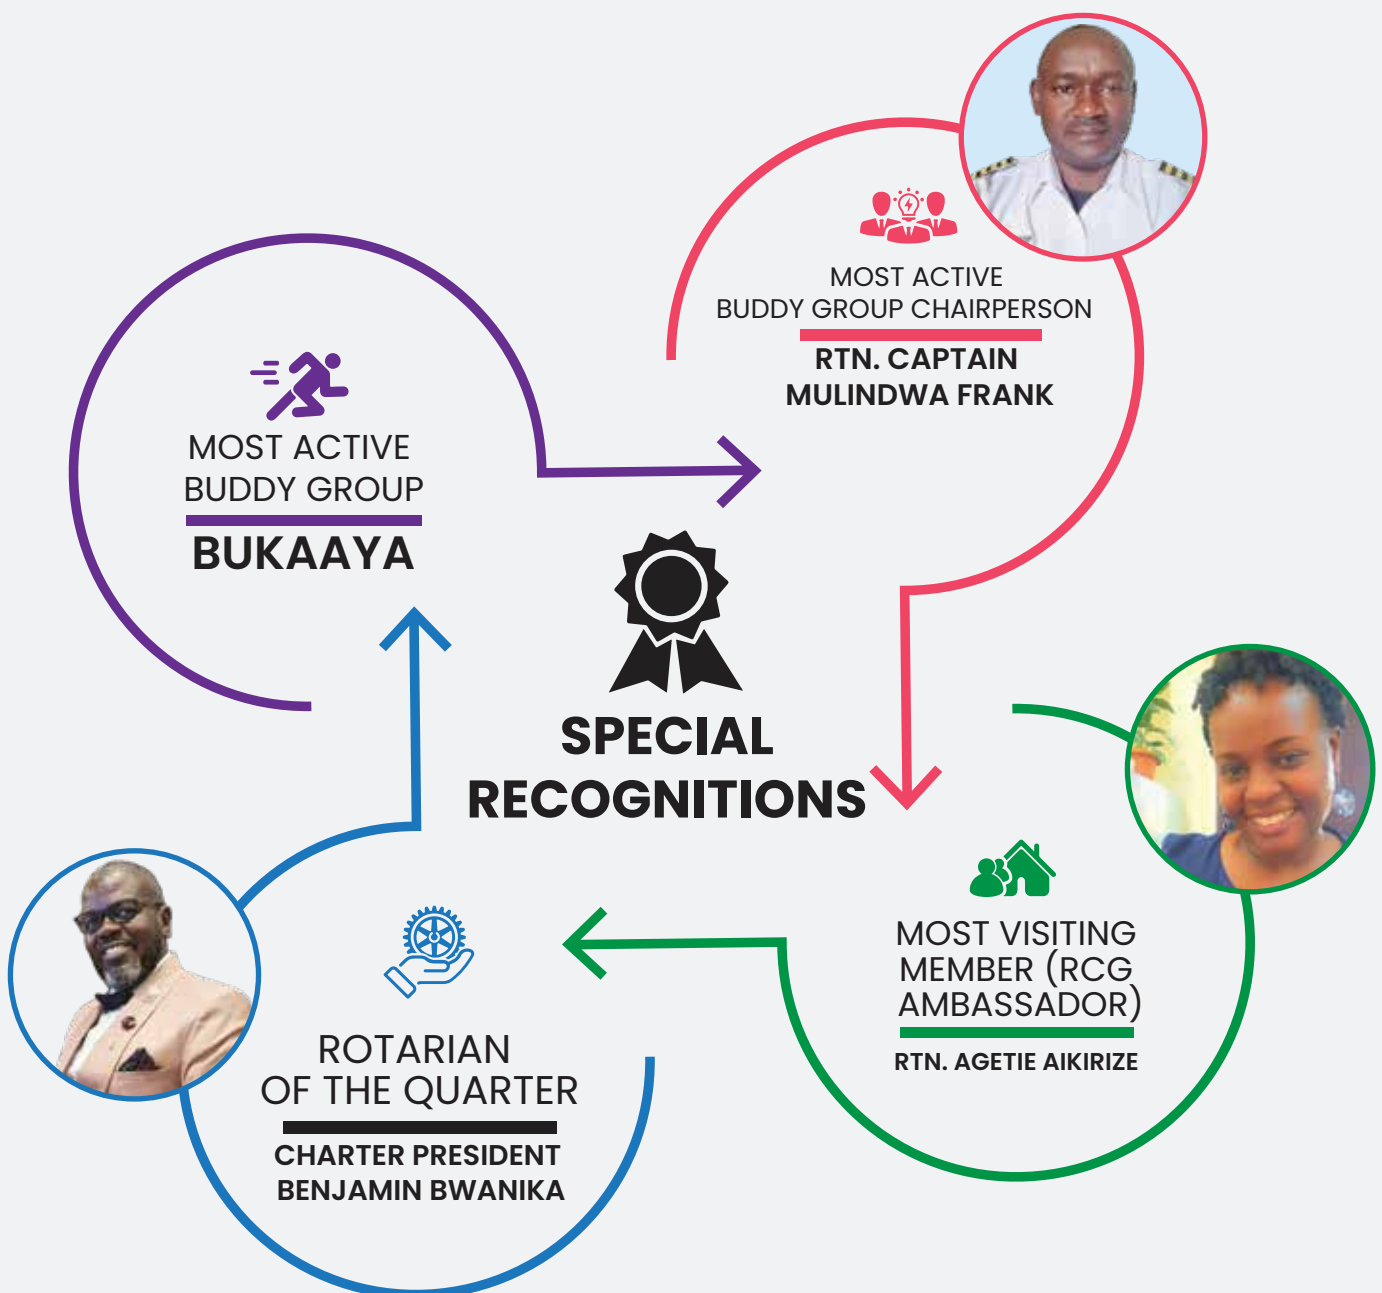 MOST ACTIVE
BUDDY GROUP CHAIRPERSON
RTN. CAPTAIN
MULINDWA FRANK
MOST ACTIVE
BUDDY GROUP
BUKAAYA
SPECIAL
RECOGNITIONS
MOST VISITING
MEMBER (RCG
AMBASSADOR)
RTN. AGETIE AIKIRIZE
ROTARIAN
OF THE QUARTER
CHARTER PRESIDENT
BENJAMIN BWANIKA